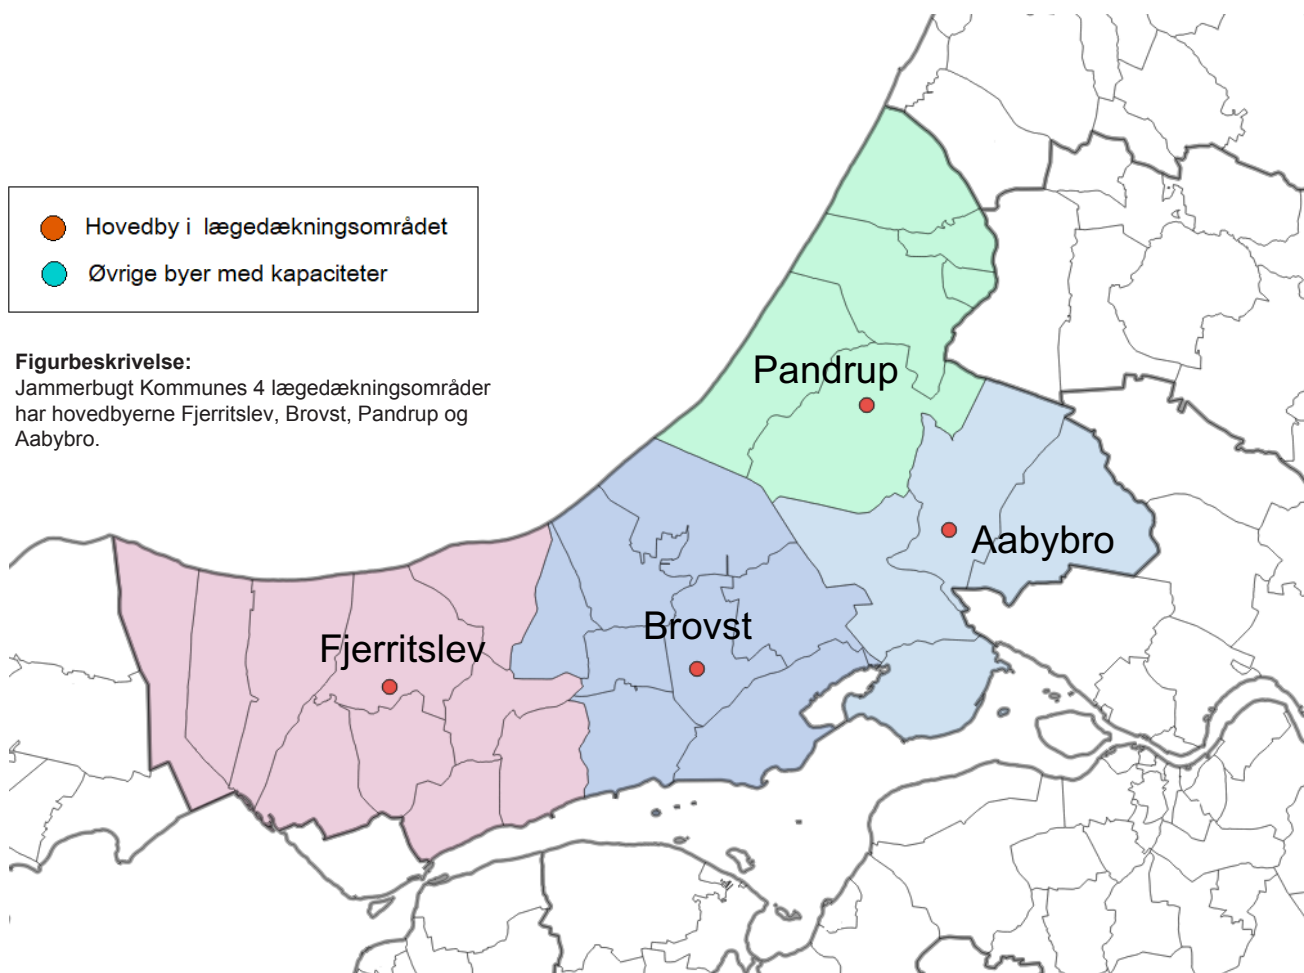 Hovedby i lægedækningsområdet
Øvrige byer med kapaciteter
Figurbeskrivelse:
Jammerbugt Kommunes 4 lægedækningsområder
har hovedbyerne Fjerritslev, Brovst, Pandrup og
Aabybro.
Pandrup
Aabybro
Brovst
Fjerritslev